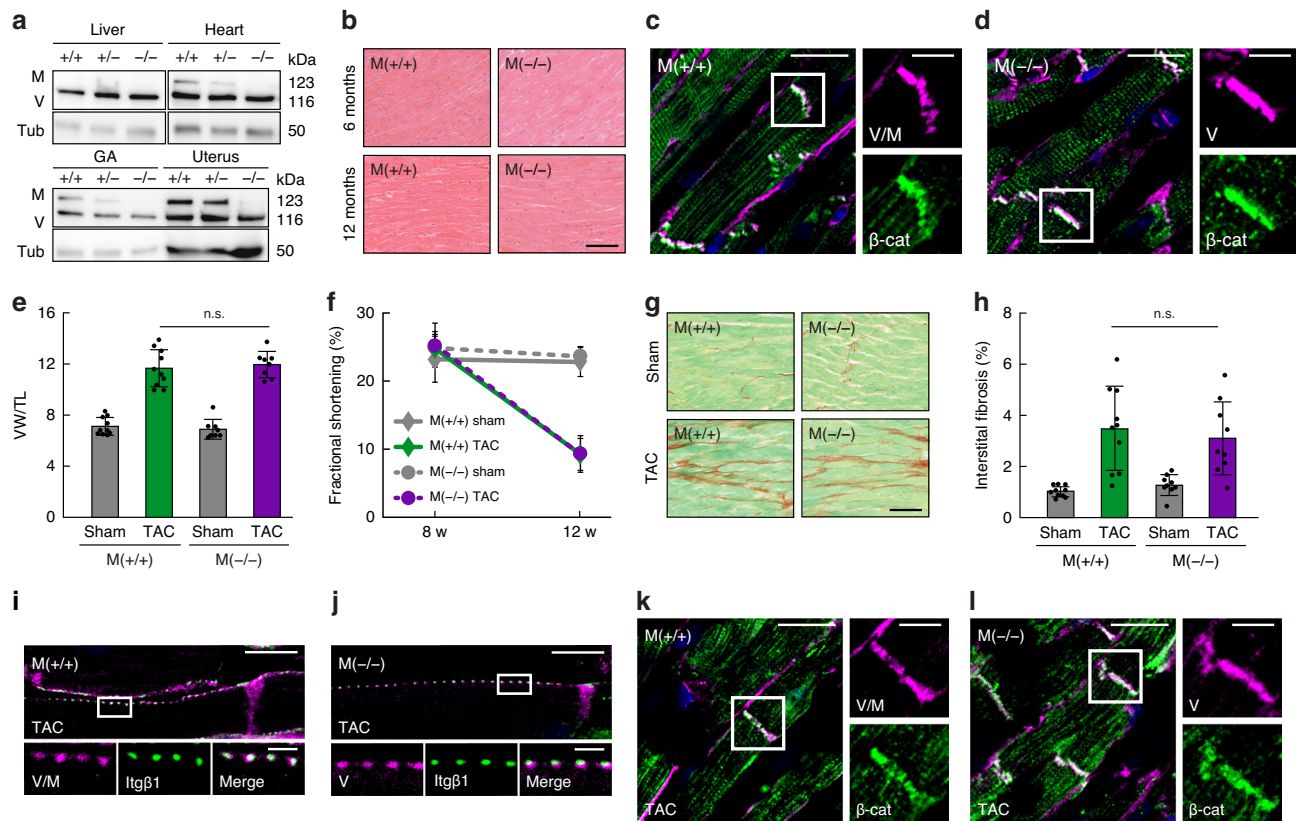 a
Liver Heart
+/+ +/– –/– +/+ +/– –/– kDa
M 123
V 116
Tub 50
GA Uterus
+/+ +/– –/– +/+ +/– –/– kDa
M 123
V 116
Tub 50
b
6 months
M(+/+) M(–/–)
12 months
M(+/+) M(–/–)
c
M(+/+)
V/M
β-cat
d
M(–/–)
V
β-cat
e
VW/TL
16
12
8
4
0
n.s.
Sham TAC Sham TAC
M(+/+) M(–/–)
f
Fractional shortening (%)
30
20
10
0
M(+/+) sham
M(+/+) TAC
M(–/–) sham
M(–/–) TAC
8 w 12 w
g
Sham
M(+/+) M(–/–)
TAC
M(+/+) M(–/–)
h
Interstital fibrosis (%)
8
6
4
2
0
n.s.
Sham TAC Sham TAC
M(+/+) M(–/–)
i
M(+/+)
TAC
V/M Itgβ1 Merge
j
M(–/–)
TAC
V Itgβ1 Merge
k
M(+/+)
TAC
V/M
β-cat
l
M(–/–)
TAC
V
β-cat